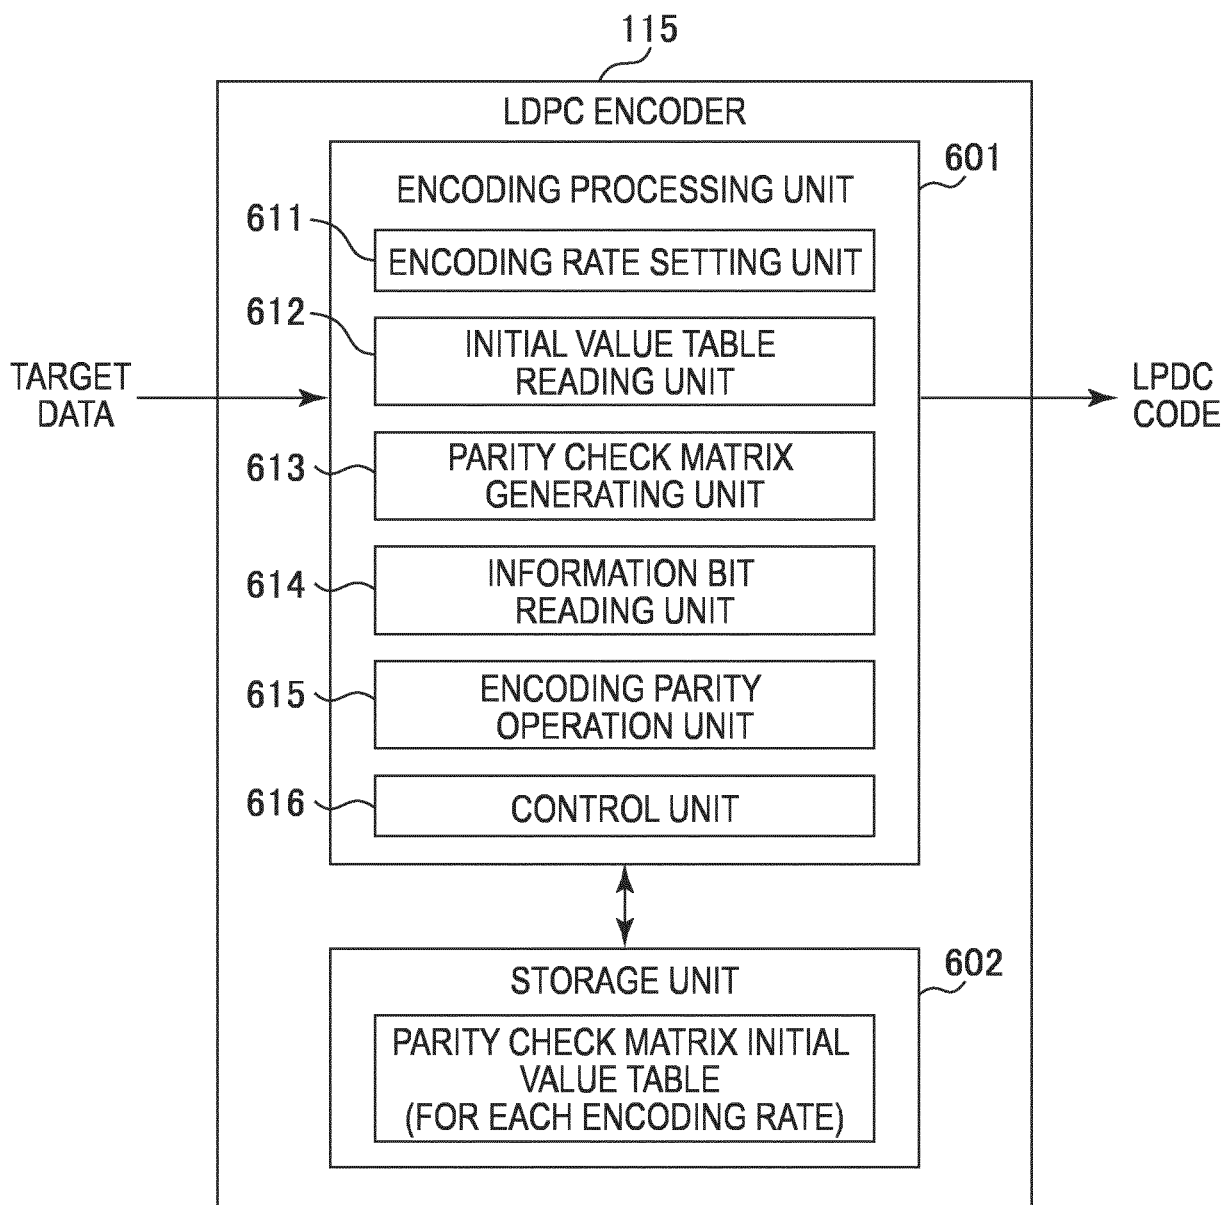 115
LDPC ENCODER
601
ENCODING PROCESSING UNIT
611
ENCODING RATE SETTING UNIT
612
INITIAL VALUE TABLE
READING UNIT
TARGET
DATA
LPDC
CODE
613
PARITY CHECK MATRIX
GENERATING UNIT
614
INFORMATION BIT
READING UNIT
615
ENCODING PARITY
OPERATION UNIT
616
CONTROL UNIT
602
STORAGE UNIT
PARITY CHECK MATRIX INITIAL
VALUE TABLE
(FOR EACH ENCODING RATE)